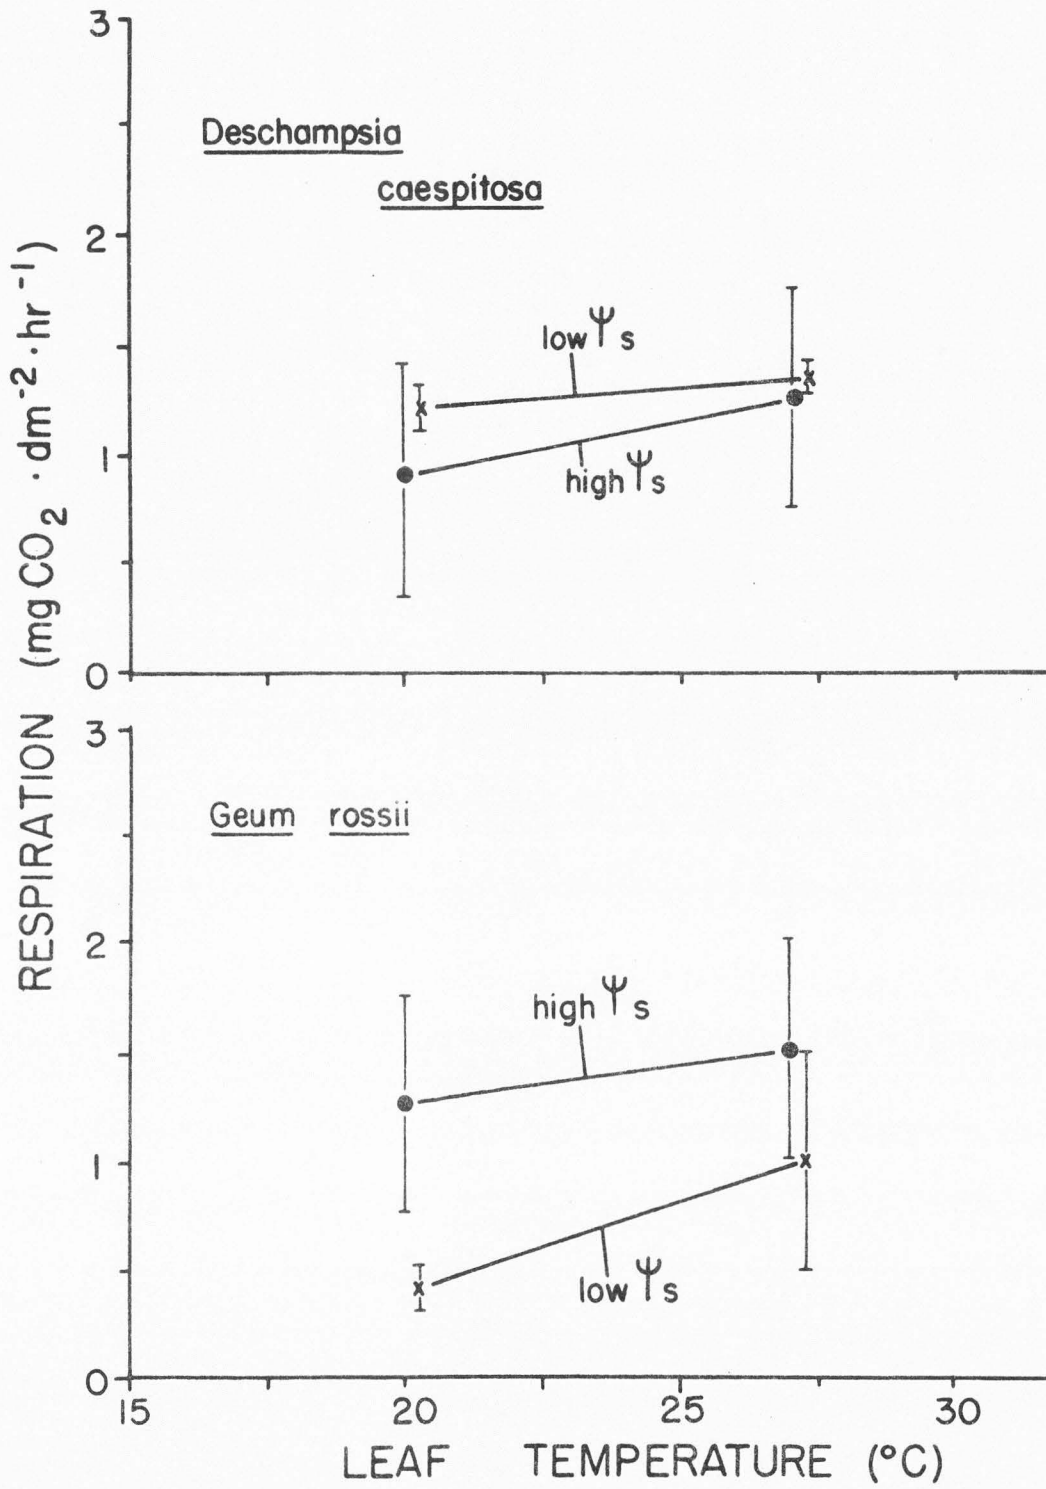 3
Deschampsia
caespitosa
2
low Ψs
high Ψs
1
0
RESPIRATION (mg CO₂ · dm⁻² · hr⁻¹)
3
Geum rossii
2
high Ψs
1
low Ψs
0
15 20 25 30
LEAF TEMPERATURE (°C)